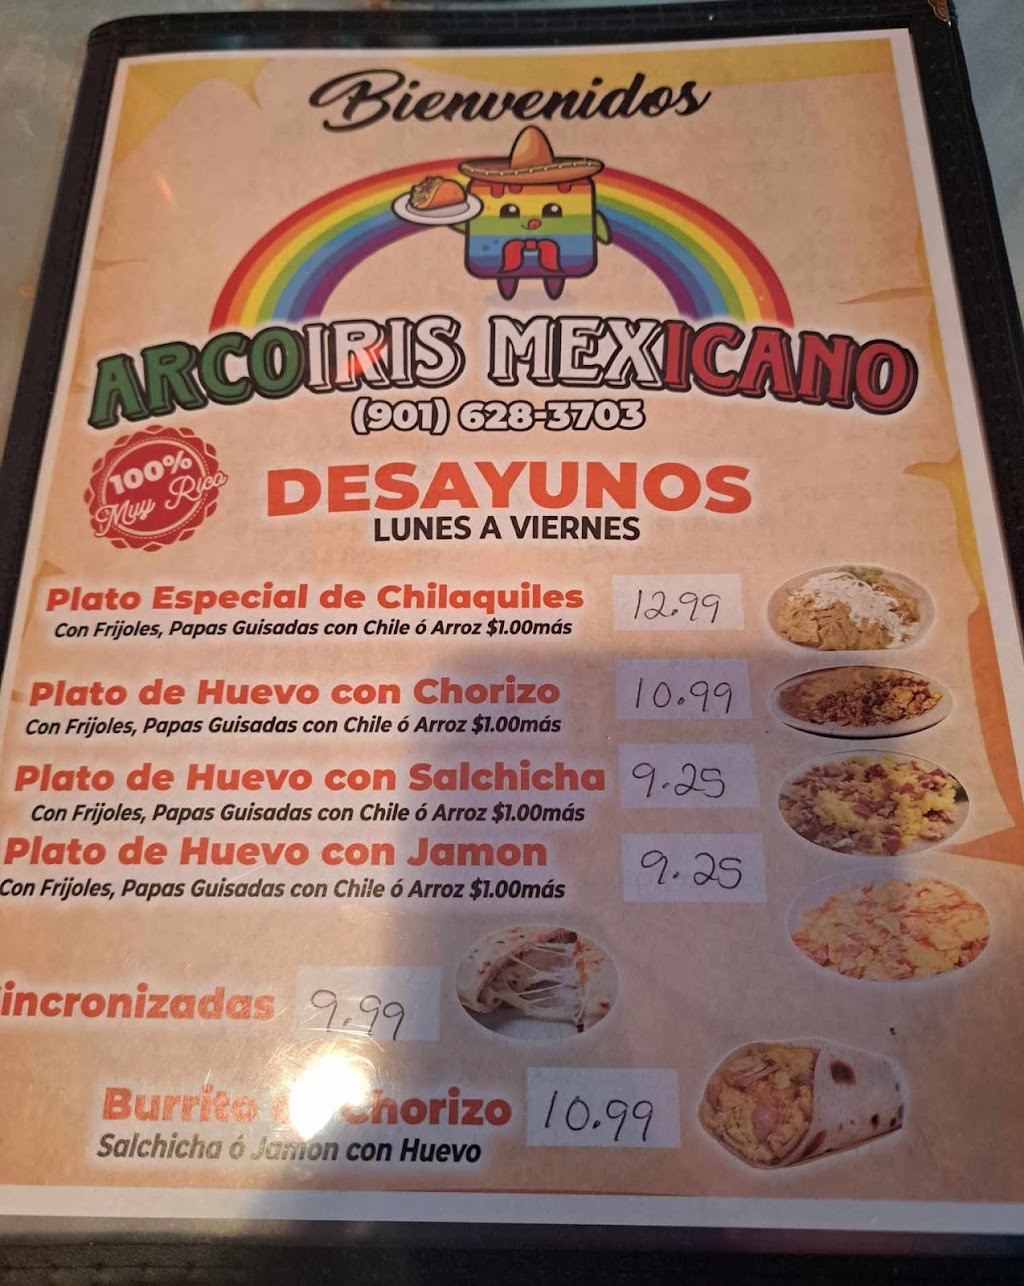 Bienvenidos
ARCOIRIS MEXICANO
(901) 628-3703
100%
Muy Rico
DESAYUNOS
LUNES A VIERNES
Plato Especial de Chilaquiles 12.99
Con Frijoles, Papas Guisadas con Chile ó Arroz $1.00más
Plato de Huevo con Chorizo 10.99
Con Frijoles, Papas Guisadas con Chile ó Arroz $1.00más
Plato de Huevo con Salchicha 9.25
Con Frijoles, Papas Guisadas con Chile ó Arroz $1.00más
Plato de Huevo con Jamon 9.25
Con Frijoles, Papas Guisadas con Chile ó Arroz $1.00más
Sincronizadas 9.99
Burrito Chorizo 10.99
Salchicha ó Jamon con Huevo